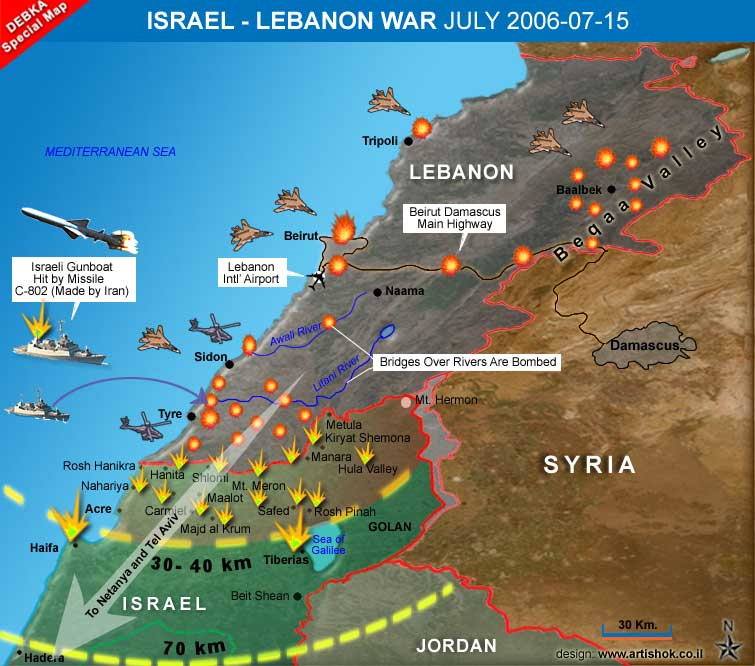 DEBKA
Special Map
ISRAEL - LEBANON WAR JULY 2006-07-15
MEDITERRANEAN SEA
Tripoli
LEBANON
Beqaa Valley
Baalbek
Beirut
Beirut Damascus
Main Highway
Israeli Gunboat
Hit by Missile
C-802 (Made by Iran)
Lebanon
Intl' Airport
Naama
Awali River
Damascus
Sidon
Litani River
Bridges Over Rivers Are Bombed
Tyre
Mt. Hermon
Metula
Kiryat Shemona
Manara
Hula Valley
SYRIA
Rosh Hanikra
Hanita
Shlomi
Mt. Meron
Nahariya
Maalot
Acre
Carmiel
Safed
Rosh Pinah
Majd al Krum
GOLAN
Haifa
Sea of
Galilee
Tiberias
30- 40 km
To Netanya and Tel Aviv
ISRAEL
Beit Shean
70 km
Hadera
JORDAN
30 Km.
N
design: www.artishok.co.il